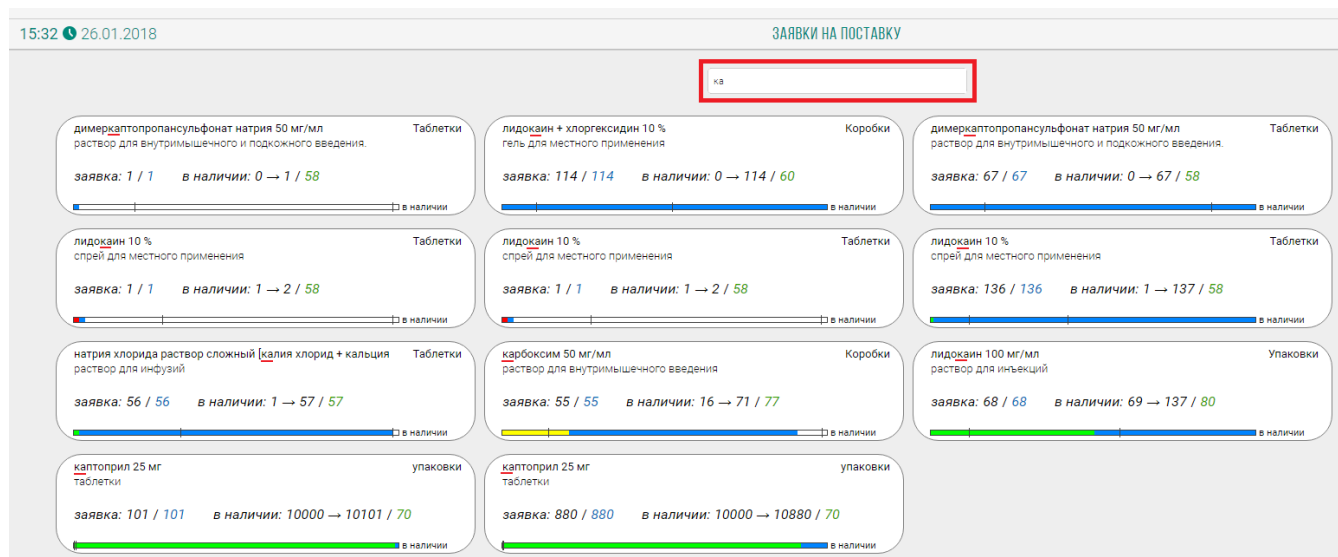 15:32 26.01.2018 ЗАЯВКИ НА ПОСТАВКУ
ка
димеркаптопропансульфонат натрия 50 мг/мл Таблетки
раствор для внутримышечного и подкожного введения.
заявка: 1 / 1 в наличии: 0 → 1 / 58
в наличии
лидокаин + хлоргексидин 10 % Коробки
гель для местного применения
заявка: 114 / 114 в наличии: 0 → 114 / 60
в наличии
димеркаптопропансульфонат натрия 50 мг/мл Таблетки
раствор для внутримышечного и подкожного введения.
заявка: 67 / 67 в наличии: 0 → 67 / 58
в наличии
лидокаин 10 % Таблетки
спрей для местного применения
заявка: 1 / 1 в наличии: 1 → 2 / 58
в наличии
лидокаин 10 % Таблетки
спрей для местного применения
заявка: 1 / 1 в наличии: 1 → 2 / 58
в наличии
лидокаин 10 % Таблетки
спрей для местного применения
заявка: 136 / 136 в наличии: 1 → 137 / 58
в наличии
натрия хлорида раствор сложный [калия хлорид + кальция Таблетки
раствор для инфузий
заявка: 56 / 56 в наличии: 1 → 57 / 57
в наличии
карбоксим 50 мг/мл Коробки
раствор для внутримышечного введения
заявка: 55 / 55 в наличии: 16 → 71 / 77
в наличии
лидокаин 100 мг/мл Упаковки
раствор для инъекций
заявка: 68 / 68 в наличии: 69 → 137 / 80
в наличии
каптоприл 25 мг упаковки
таблетки
заявка: 101 / 101 в наличии: 10000 → 10101 / 70
в наличии
каптоприл 25 мг упаковки
таблетки
заявка: 880 / 880 в наличии: 10000 → 10880 / 70
в наличии